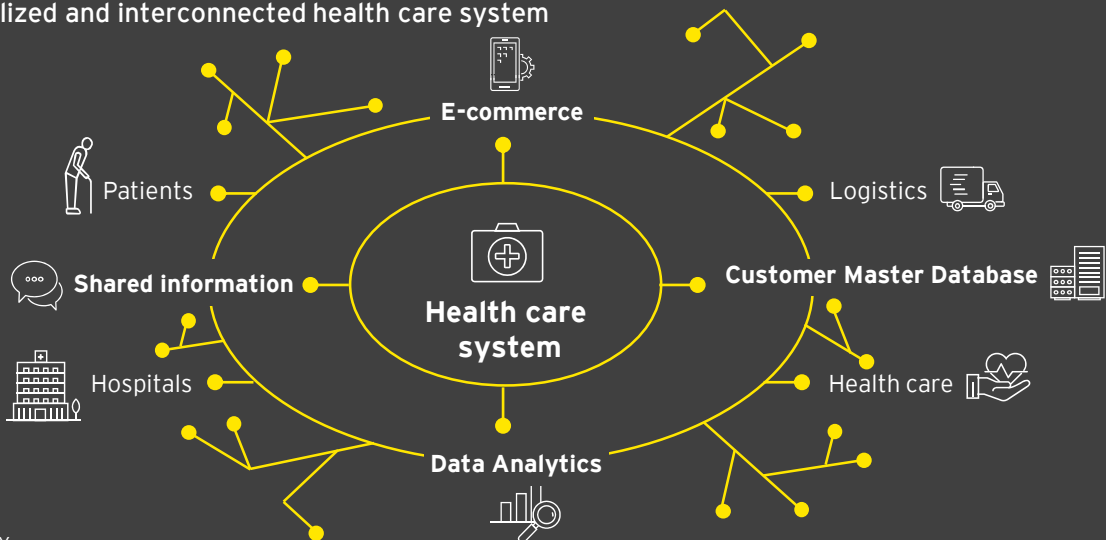 lized and interconnected health care system
E-commerce
Patients
Logistics
Shared information
Customer Master Database
Health care
system
Hospitals
Health care
Data Analytics